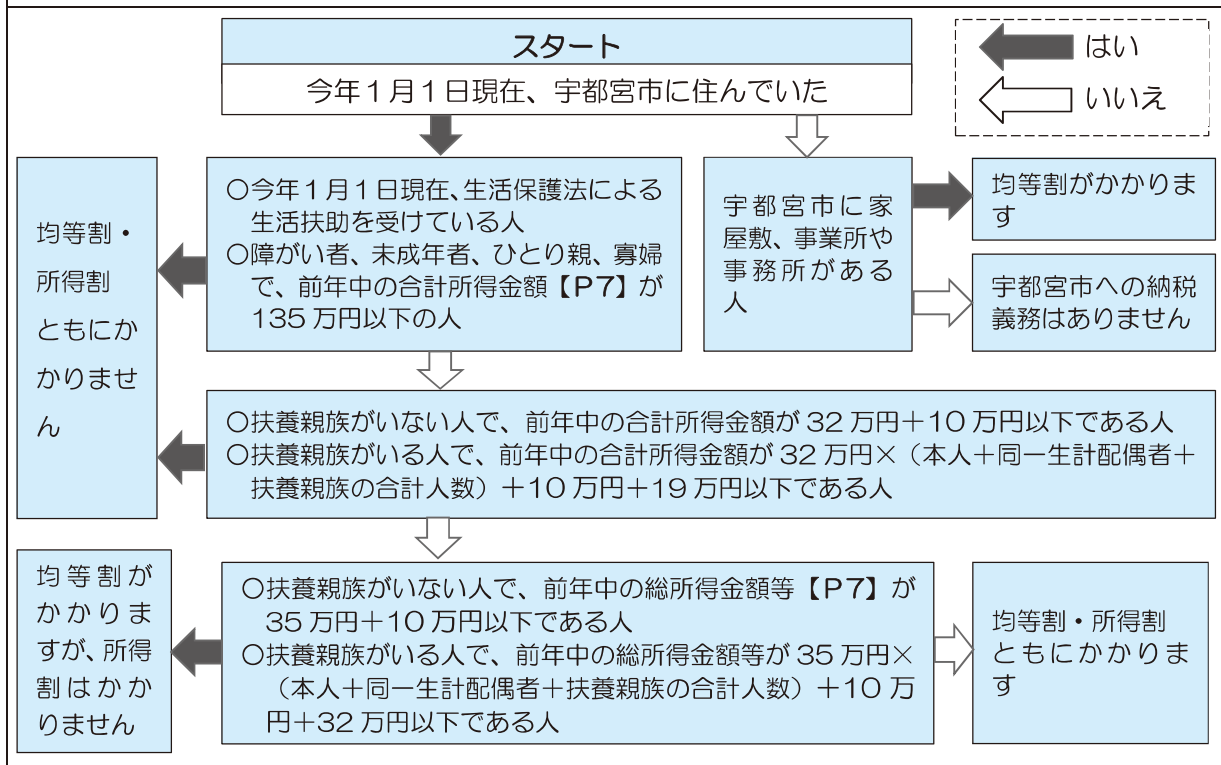 スタート
今年1月1日現在、宇都宮市に住んでいた
はい
いいえ
均等割・
所得割
ともにか
かりませ
ん
○今年1月1日現在、生活保護法による
生活扶助を受けている人
○障がい者、未成年者、ひとり親、寡婦
で、前年中の合計所得金額【P7】が
135万円以下の人
宇都宮市に家
屋敷、事業所や
事務所がある
人
均等割がかかりま
す
宇都宮市への納税
義務はありません
○扶養親族がいない人で、前年中の合計所得金額が32万円+10万円以下である人
○扶養親族がいる人で、前年中の合計所得金額が32万円×(本人+同一生計配偶者+
扶養親族の合計人数)+10万円+19万円以下である人
均等割が
かかりま
すが、所得
割はかか
りません
○扶養親族がいない人で、前年中の総所得金額等【P7】が
35万円+10万円以下である人
○扶養親族がいる人で、前年中の総所得金額等が35万円×
(本人+同一生計配偶者+扶養親族の合計人数)+10万
円+32万円以下である人
均等割・所得割
ともにかかりま
す